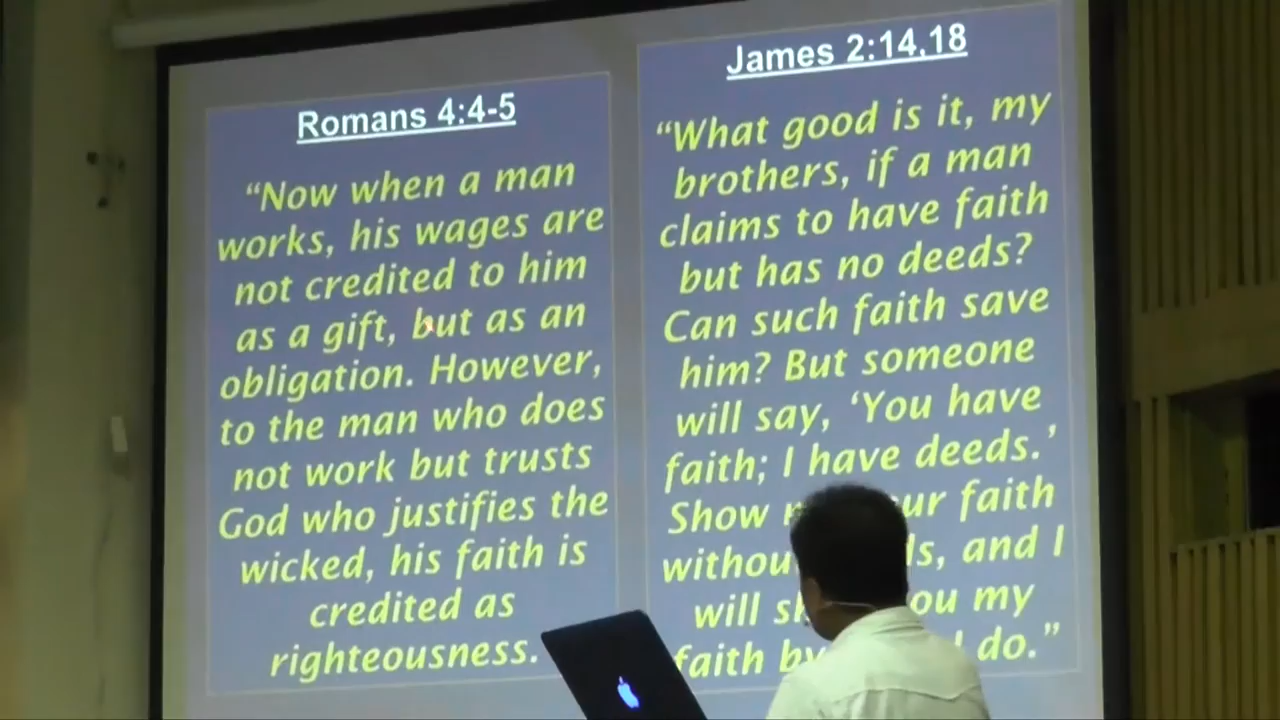 Romans 4:4-5
“Now when a man
works, his wages are
not credited to him
as a gift, but as an
obligation. However,
to the man who does
not work but trusts
God who justifies the
wicked, his faith is
credited as
righteousness.
James 2:14,18
“What good is it, my
brothers, if a man
claims to have faith
but has no deeds?
Can such faith save
him? But someone
will say, ‘You have
faith; I have deeds.’
Show faith
and I
will my
faith do.”